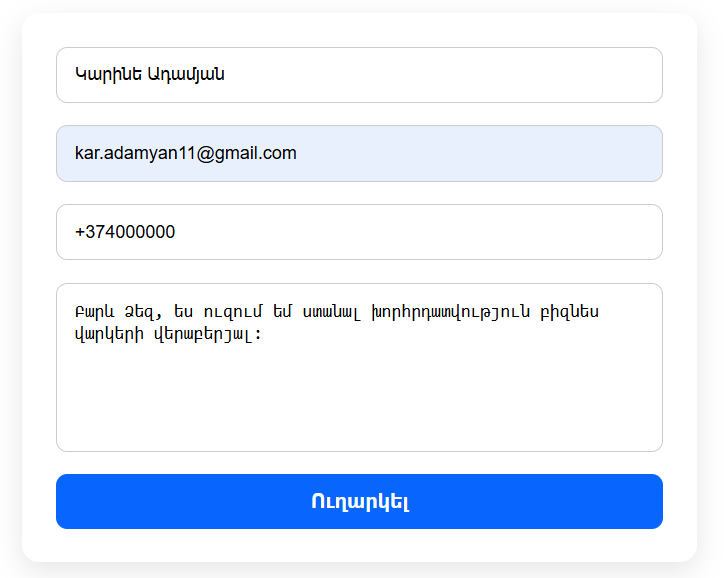 Կարինե Ադամյան
kar.adamyan11@gmail.com
+374000000
Բարև Ձեզ, ես ուզում եմ ստանալ խորհրդատվություն բիզնես
վարկերի վերաբերյալ:
Ուղարկել